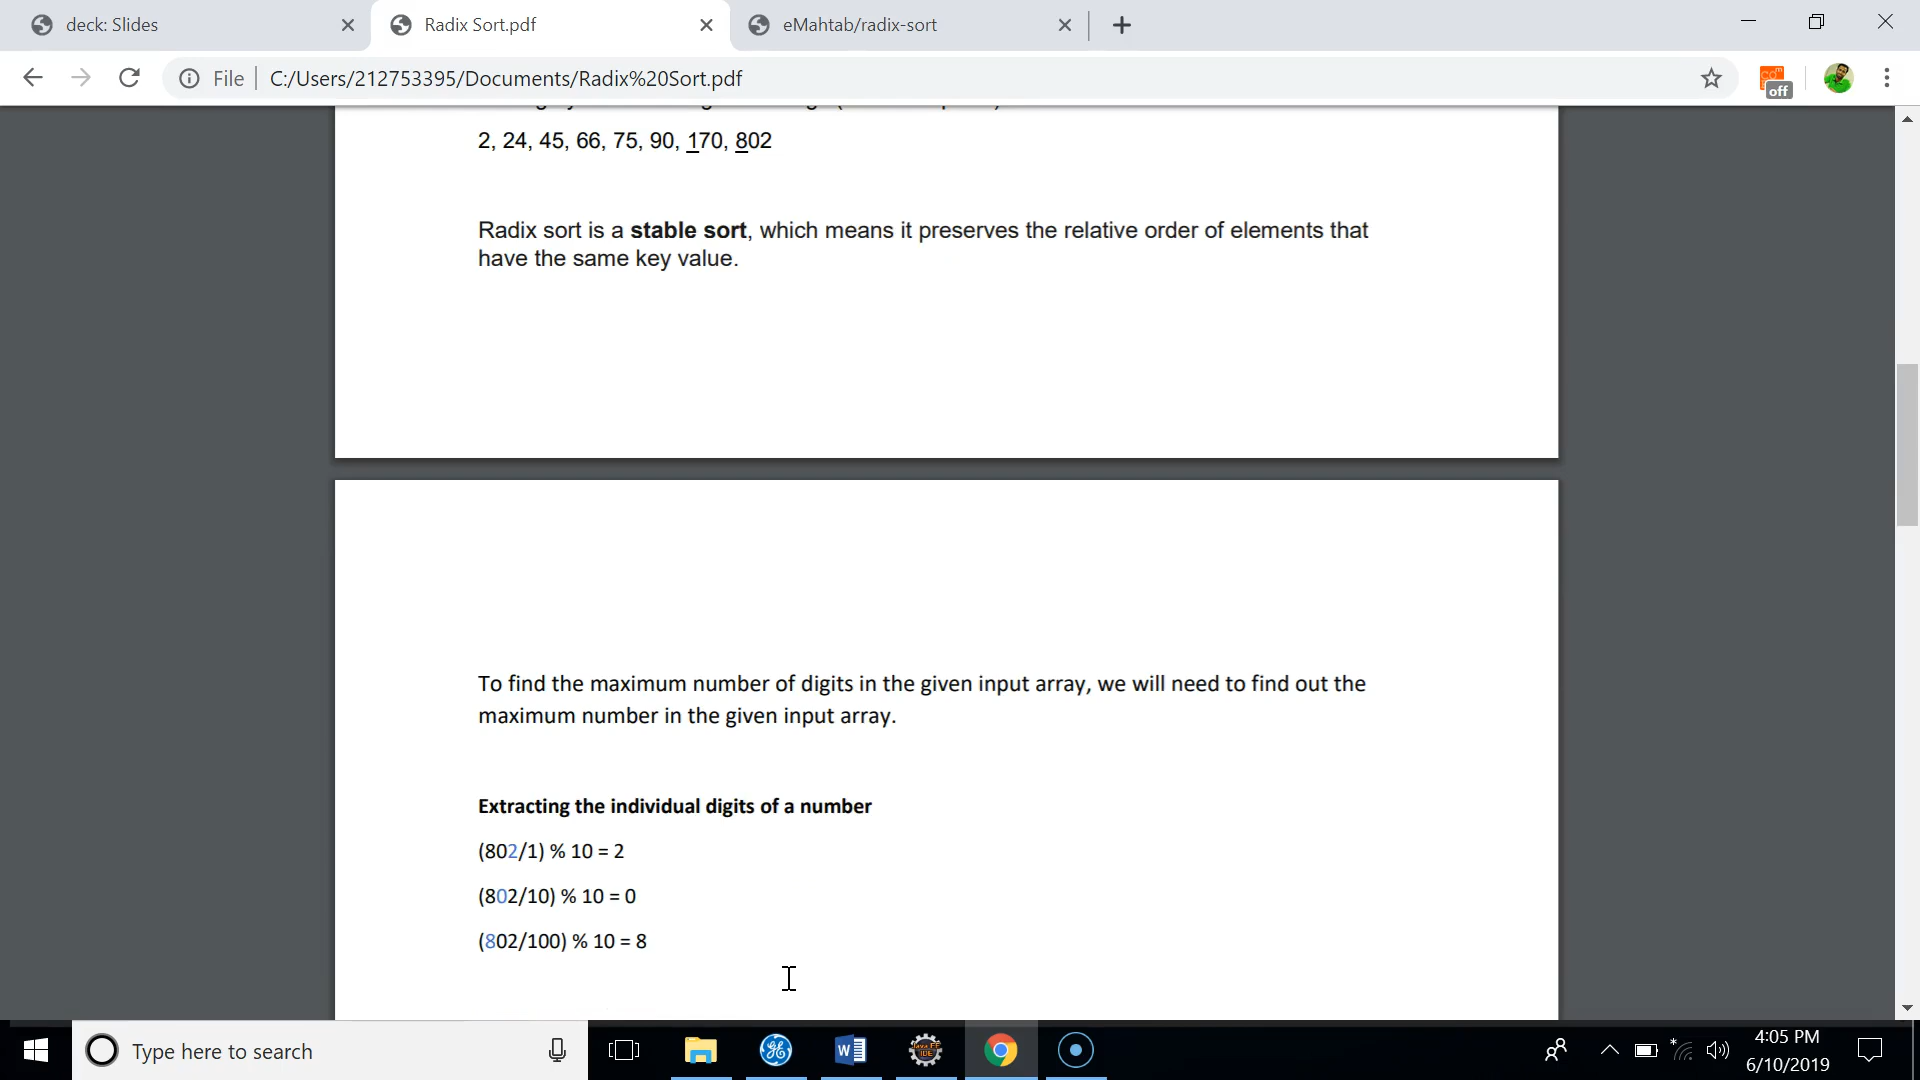 deck: Slides
Radix Sort.pdf
eMahtab/radix-sort
File
C:/Users/212753395/Documents/Radix%20Sort.pdf
off
2, 24, 45, 66, 75, 90, 170, 802
Radix sort is a stable sort, which means it preserves the relative order of elements that
have the same key value.
To find the maximum number of digits in the given input array, we will need to find out the
maximum number in the given input array.
Extracting the individual digits of a number
(802/1) % 10 = 2
(802/10) % 10 = 0
(802/100) % 10 = 8
Type here to search
4:05 PM
6/10/2019